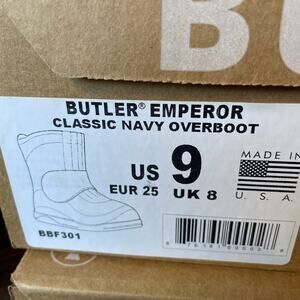 BUTLER® EMPEROR
CLASSIC NAVY OVERBOOT
US 9
EUR 25 UK 8
MADE IN
U. S. A.
BBF301